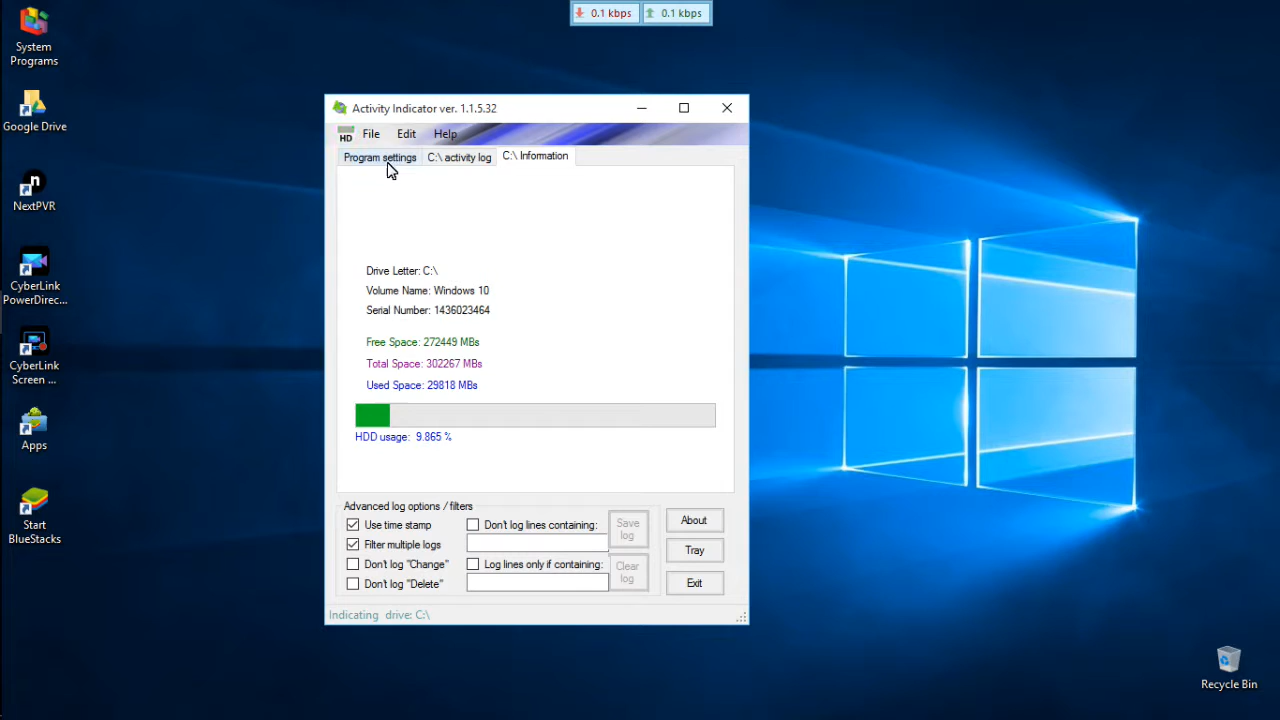 0.1 kbps 0.1 kbps
System
Programs
Google Drive
NextPVR
CyberLink
PowerDirec...
CyberLink
Screen ...
Apps
Start
BlueStacks
Activity Indicator ver. 1.1.5.32
HD File Edit Help
Program settings C:\ activity log C:\ Information
Drive Letter: C:\
Volume Name: Windows 10
Serial Number: 1436023464
Free Space: 272449 MBs
Total Space: 302267 MBs
Used Space: 29818 MBs
HDD usage: 9.865 %
Advanced log options / filters
Use time stamp
Filter multiple logs
Don't log "Change"
Don't log "Delete"
Don't log lines containing:
Log lines only if containing:
Save
log
Clear
log
About
Tray
Exit
Indicating drive: C:\
Recycle Bin